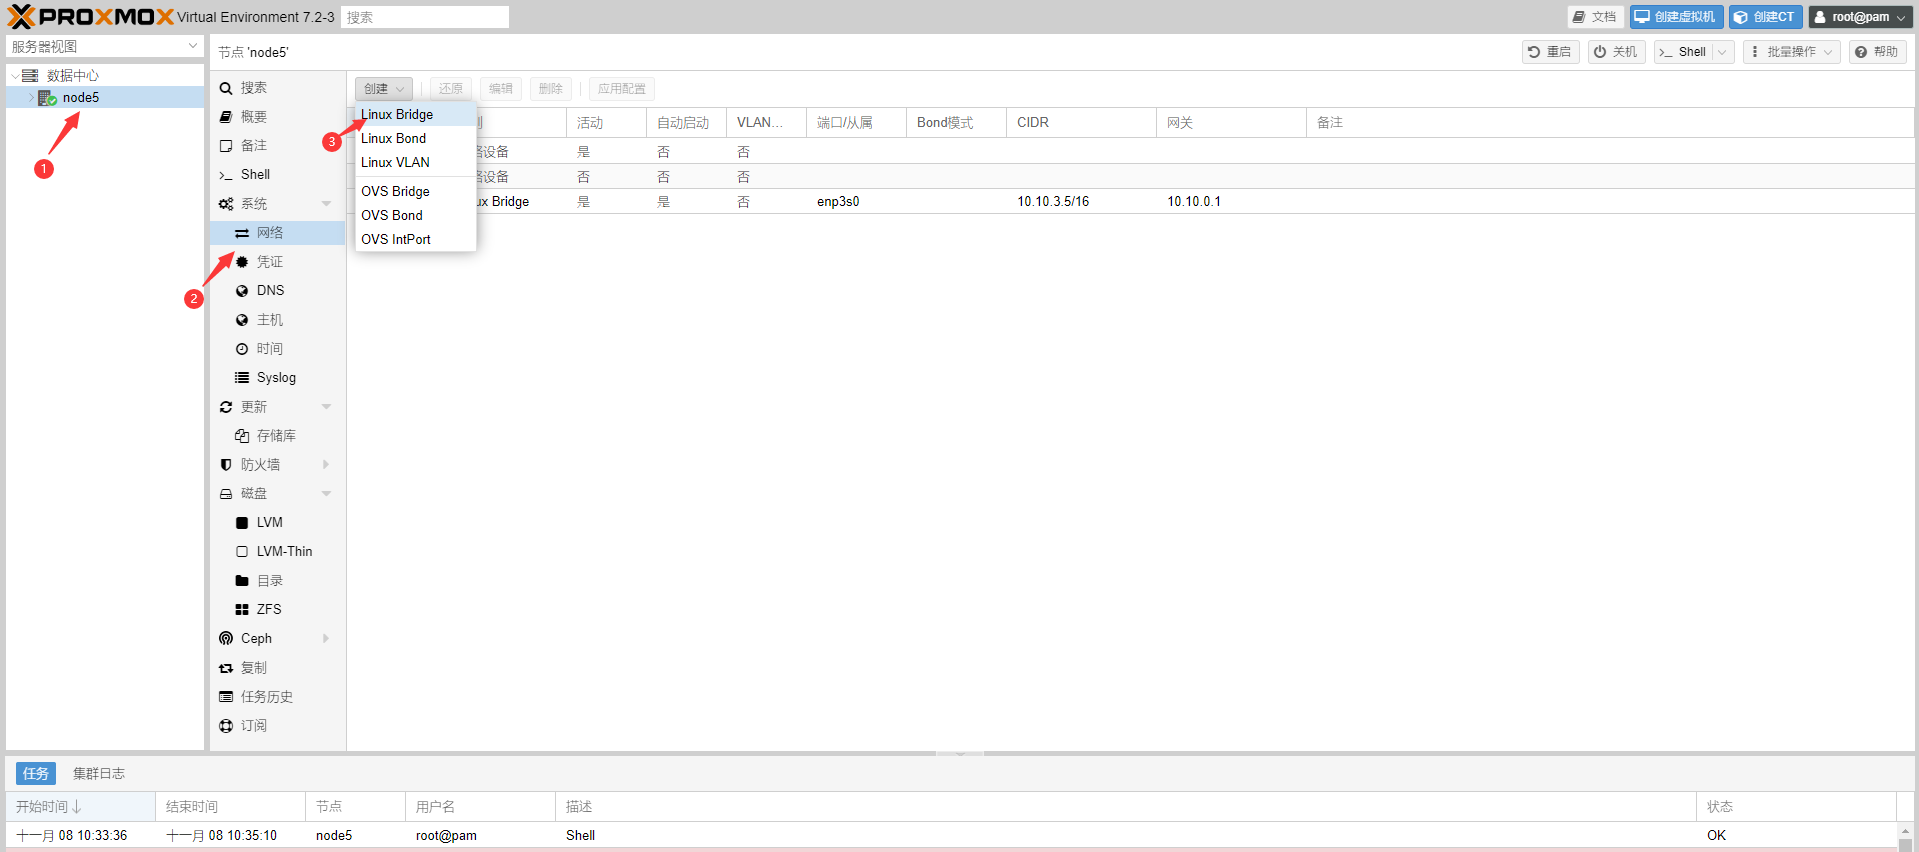 PROXMOX Virtual Environment 7.2-3 搜索 文档 创建虚拟机 创建CT root@pam
服务器视图
节点 'node5' 重启 关机 Shell 批量操作 帮助
数据中心
node5
搜索
概要
备注
Shell
系统
网络
凭证
DNS
主机
时间
Syslog
更新
存储库
防火墙
磁盘
LVM
LVM-Thin
目录
ZFS
Ceph
复制
任务历史
订阅
创建 还原 编辑 删除 应用配置
Linux Bridge
Linux Bond
Linux VLAN
OVS Bridge
OVS Bond
OVS IntPort
活动 自动启动 VLAN... 端口/从属 Bond模式 CIDR 网关 备注
设备 是 否 否
设备 否 否 否
ux Bridge 是 是 否 enp3s0 10.10.3.5/16 10.10.0.1
1
2
3
任务 集群日志
开始时间 结束时间 节点 用户名 描述 状态
十一月 08 10:33:36 十一月 08 10:35:10 node5 root@pam Shell OK